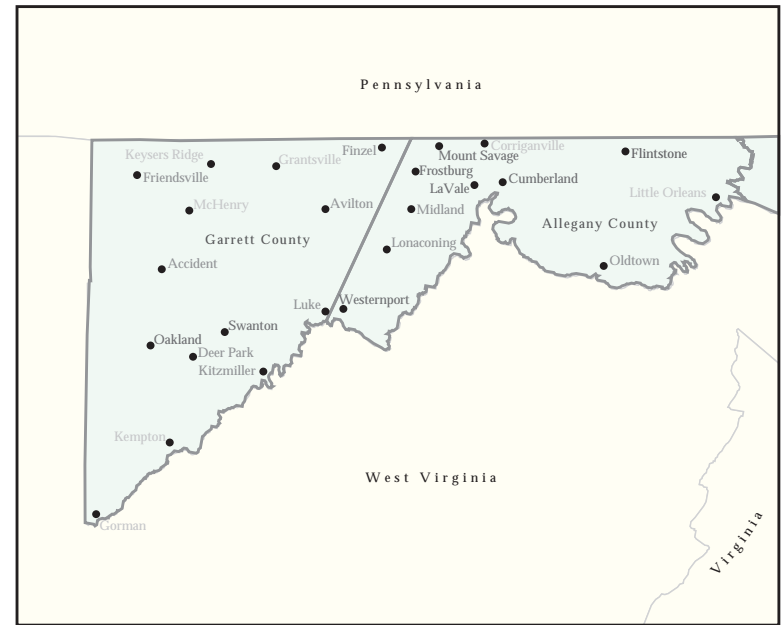 Pennsylvania
Finzel
Corriganville
Keysers Ridge
Grantsville
Mount Savage
Flintstone
Friendsville
Frostburg
LaVale
Cumberland
Little Orleans
McHenry
Avilton
Midland
Allegany County
Garrett County
Lonaconing
Accident
Oldtown
Luke
Westernport
Swanton
Oakland
Deer Park
Kitzmiller
Kempton
West Virginia
Gorman
Virginia